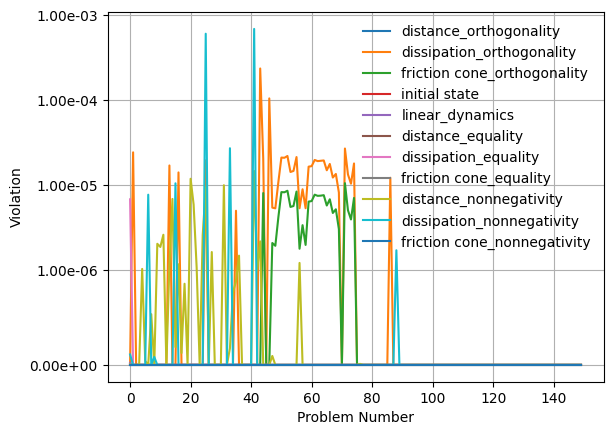 1.00e-03
1.00e-04
1.00e-05
1.00e-06
0.00e+00
Violation
distance_orthogonality
dissipation_orthogonality
friction cone_orthogonality
initial state
linear_dynamics
distance_equality
dissipation_equality
friction cone_equality
distance_nonnegativity
dissipation_nonnegativity
friction cone_nonnegativity
0 20 40 60 80 100 120 140
Problem Number